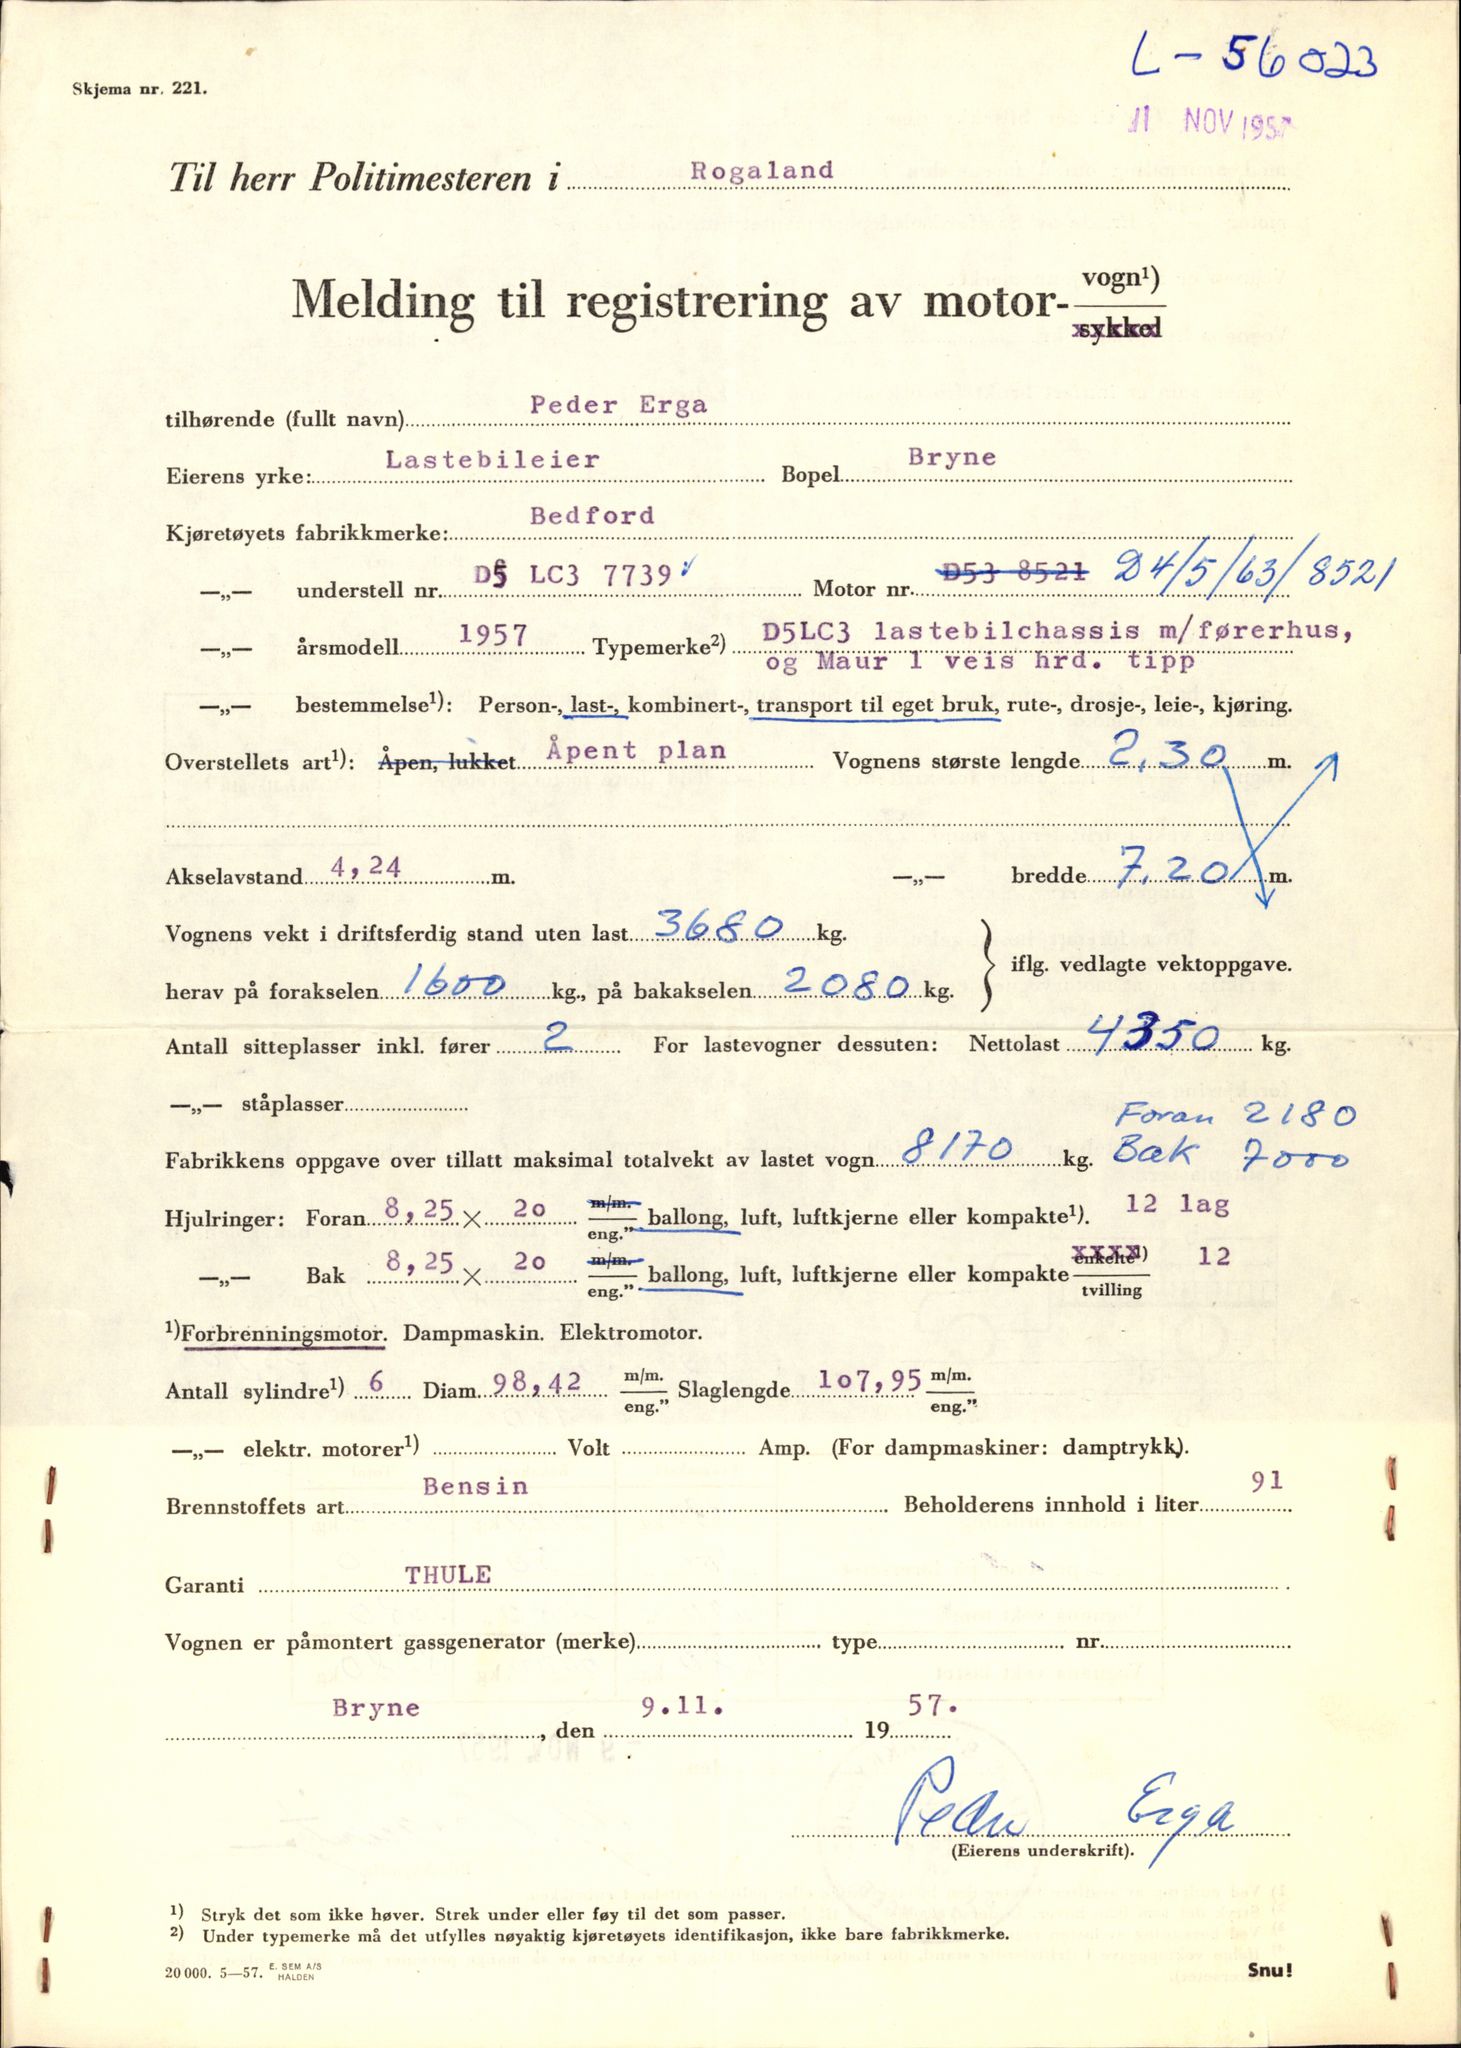 L - 56023
Skjema nr. 221.
11 NOV 1957
Til herr Politimesteren i Rogaland
Melding til registrering av motor- vogn¹)
sykkel
tilhørende (fullt navn) Peder Erga
Eierens yrke: Lastebileier Bopel Bryne
Kjøretøyets fabrikkmerke: Bedford
—„— understell nr. D5 LC3 7739 Motor nr. D53 8521 D4/5/63/8521
—„— årsmodell 1957 Typemerke²) D5LC3 lastebilchassis m/førerhus,
og Maur 1 veis hrd. tipp
—„— bestemmelse¹): Person-, last-, kombinert-, transport til eget bruk, rute-, drosje-, leie-, kjøring.
Overstellets art¹): Åpen, lukket Åpent plan Vognens største lengde 2,30 m.
Akselavstand 4,24 m. —„— bredde 7,20 m.
Vognens vekt i driftsferdig stand uten last 3680 kg.
herav på forakselen 1600 kg., på bakakselen 2080 kg. } iflg. vedlagte vektoppgave.
Antall sitteplasser inkl. fører 2 For lastevogner dessuten: Nettolast 4350 kg.
—„— ståplasser
Foran 2180
Fabrikkens oppgave over tillatt maksimal totalvekt av lastet vogn 8170 kg. Bak 7000
Hjulringer: Foran 8,25 × 20 m/m. eng." ballong, luft, luftkjerne eller kompakte¹). 12 lag
—„— Bak 8,25 × 20 m/m. eng." ballong, luft, luftkjerne eller kompakte enkelte¹) tvilling 12
¹)Forbrenningsmotor. Dampmaskin. Elektromotor.
Antall sylindre¹) 6 Diam. 98,42 m/m. eng." Slaglengde 107,95 m/m. eng."
—„— elektr. motorer¹) Volt Amp. (For dampmaskiner: damptrykk).
Brennstoffets art Bensin Beholderens innhold i liter 91
Garanti THULE
Vognen er påmontert gassgenerator (merke) type nr.
Bryne, den 9.11. 19 57.
Peder Erga
(Eierens underskrift).
¹) Stryk det som ikke høver. Strek under eller føy til det som passer.
²) Under typemerke må det utfylles nøyaktig kjøretøyets identifikasjon, ikke bare fabrikkmerke.
20 000. 5—57. E. SEM A/S HALDEN
Snu!